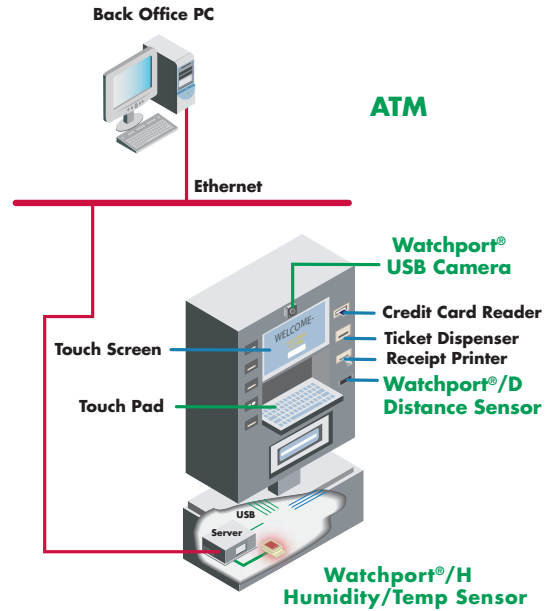 Back Office PC
ATM
Ethernet
Watchport®
USB Camera
WELCOME-
Credit Card Reader
Ticket Dispenser
Touch Screen
Receipt Printer
Watchport®/D
Distance Sensor
Touch Pad
USB
Server
Watchport®/H
Humidity/Temp Sensor